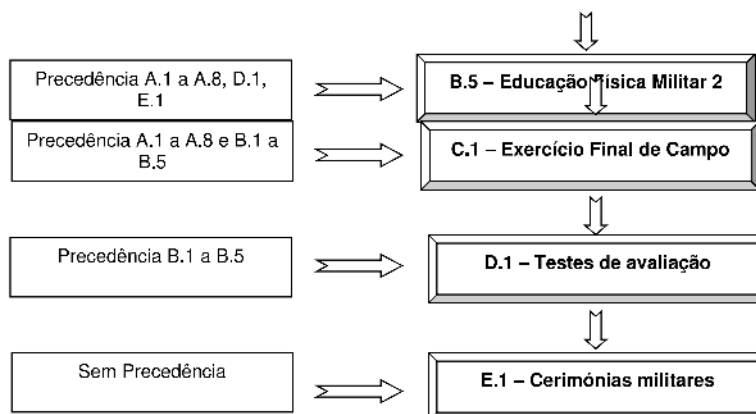 Precedência A.1 a A.8, D.1,
E.1
B.5 – Educação Física Militar 2
Precedência A.1 a A.8 e B.1 a
B.5
C.1 – Exercício Final de Campo
Precedência B.1 a B.5
D.1 – Testes de avaliação
Sem Precedência
E.1 – Cerimónias militares